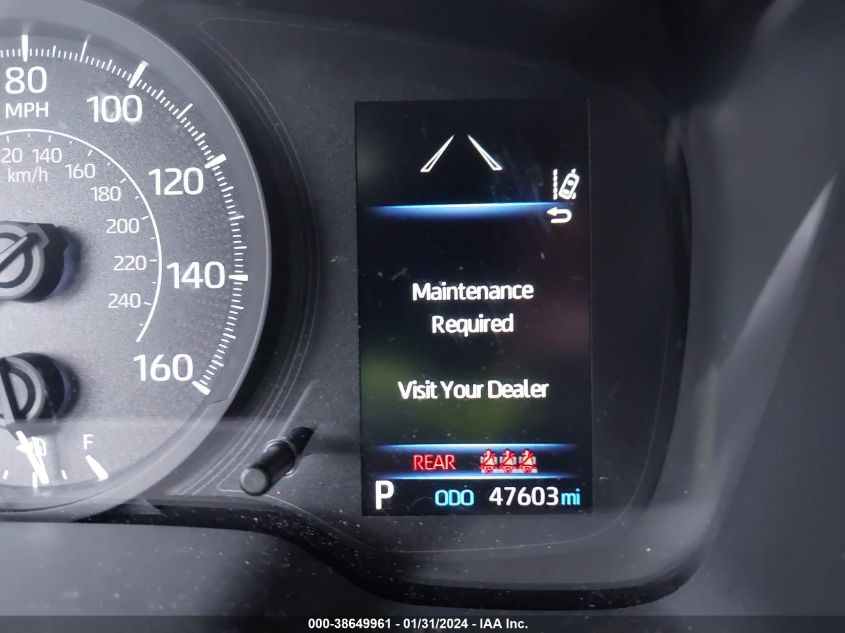 80
MPH
100
120
140
160
20 140
km/h
160
180
200
220
240
F
Maintenance
Required
Visit Your Dealer
REAR
P ODO 47603 mi
000-38649961 - 01/31/2024 - IAA Inc.